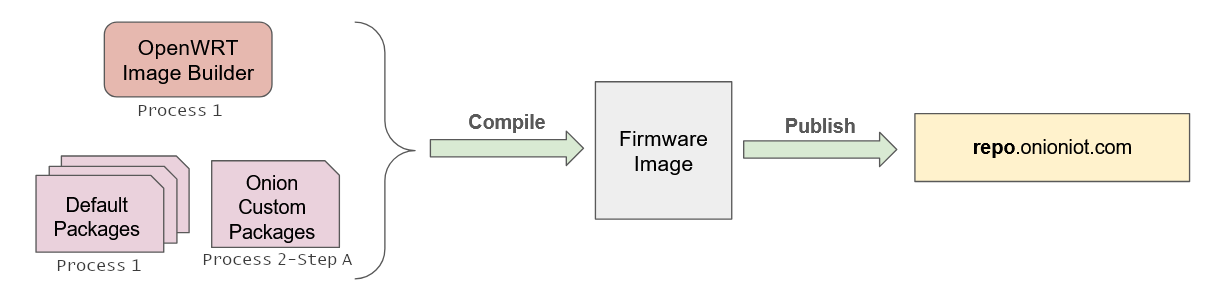 OpenWRT
Image Builder
Process 1
Default
Packages
Process 1
Onion
Custom
Packages
Process 2-Step A
Compile
Firmware
Image
Publish
repo.onioniot.com